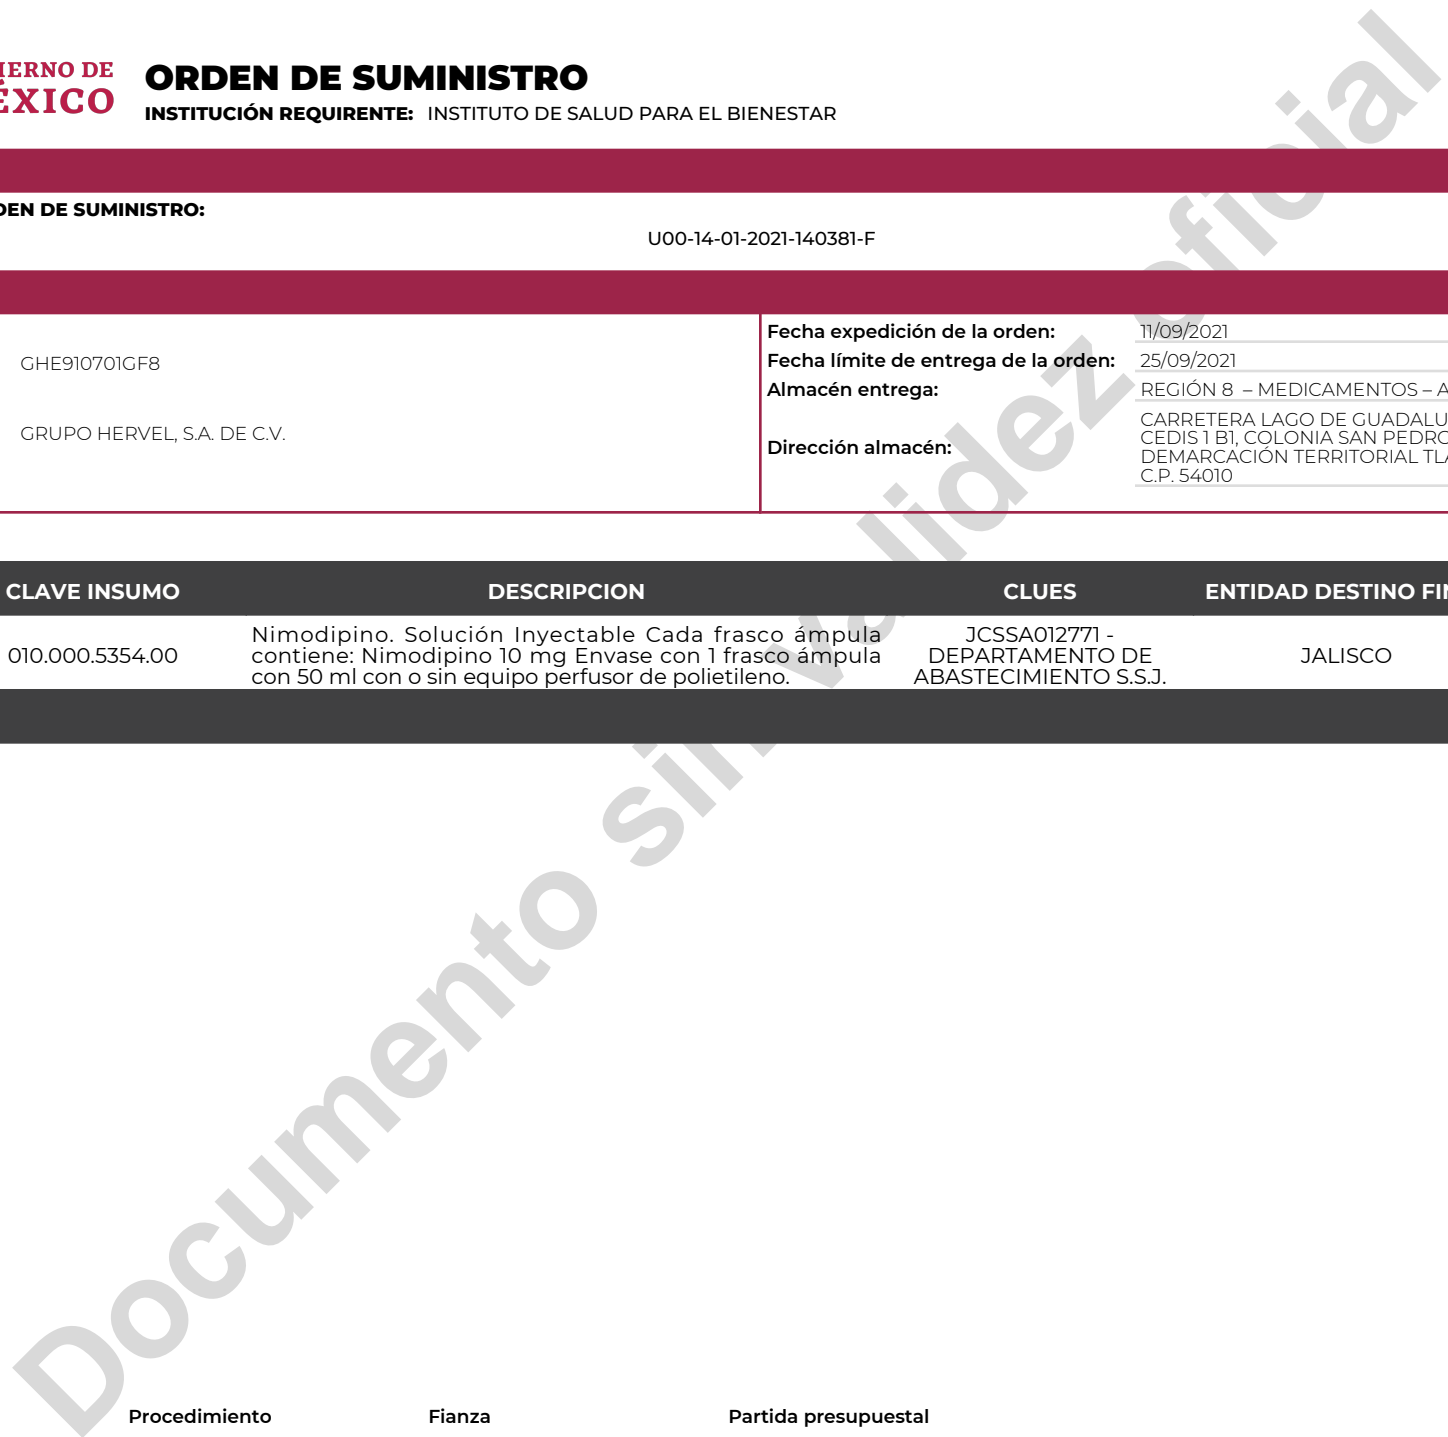 IERNO DE
ÉXICO
ORDEN DE SUMINISTRO
INSTITUCIÓN REQUIRENTE: INSTITUTO DE SALUD PARA EL BIENESTAR
DEN DE SUMINISTRO:
U00-14-01-2021-140381-F
GHE910701GF8
GRUPO HERVEL, S.A. DE C.V.
Fecha expedición de la orden: 11/09/2021
Fecha límite de entrega de la orden: 25/09/2021
Almacén entrega: REGIÓN 8 – MEDICAMENTOS – A
Dirección almacén:
CARRETERA LAGO DE GUADALU
CEDIS 1 B1, COLONIA SAN PEDRO
DEMARCACIÓN TERRITORIAL TLA
C.P. 54010
CLAVE INSUMO DESCRIPCION CLUES ENTIDAD DESTINO FIN
010.000.5354.00
Nimodipino. Solución Inyectable Cada frasco ámpula
contiene: Nimodipino 10 mg Envase con 1 frasco ámpula
con 50 ml con o sin equipo perfusor de polietileno.
JCSSA012771 -
DEPARTAMENTO DE
ABASTECIMIENTO S.S.J.
JALISCO
Documento sin validez oficial
Procedimiento Fianza Partida presupuestal